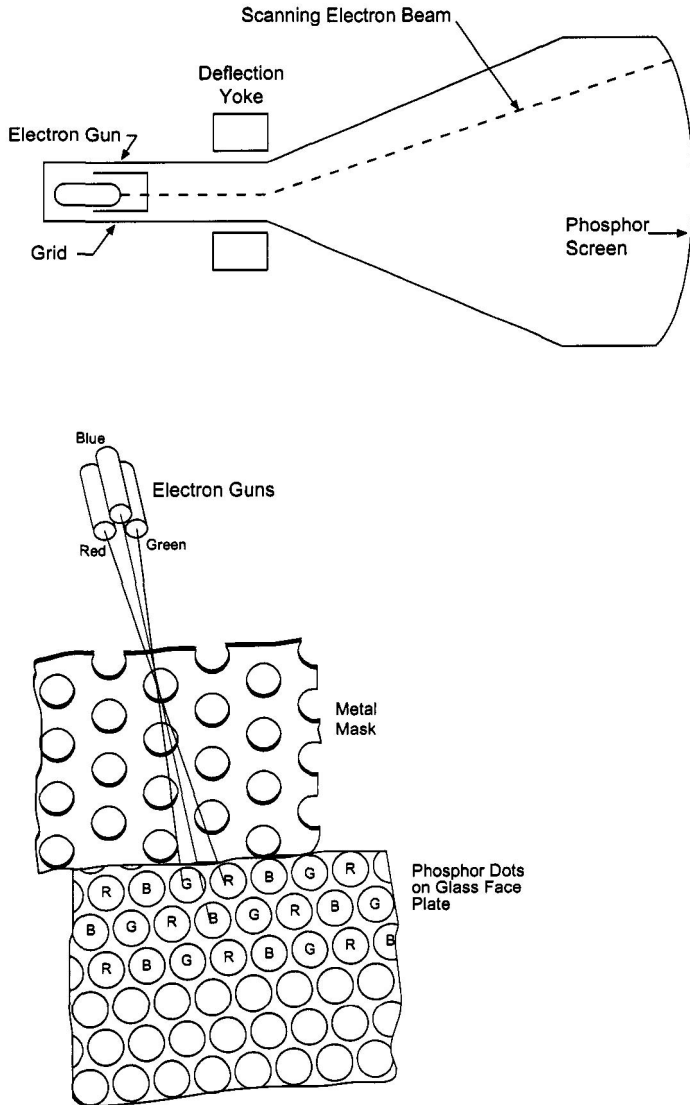 Scanning Electron Beam
Deflection
Yoke
Electron Gun
Grid
Phosphor
Screen
Blue
Electron Guns
Red
Green
Metal
Mask
Phosphor Dots
on Glass Face
Plate
R B G R B G R
B G R B G R B G
R B G R B G R B